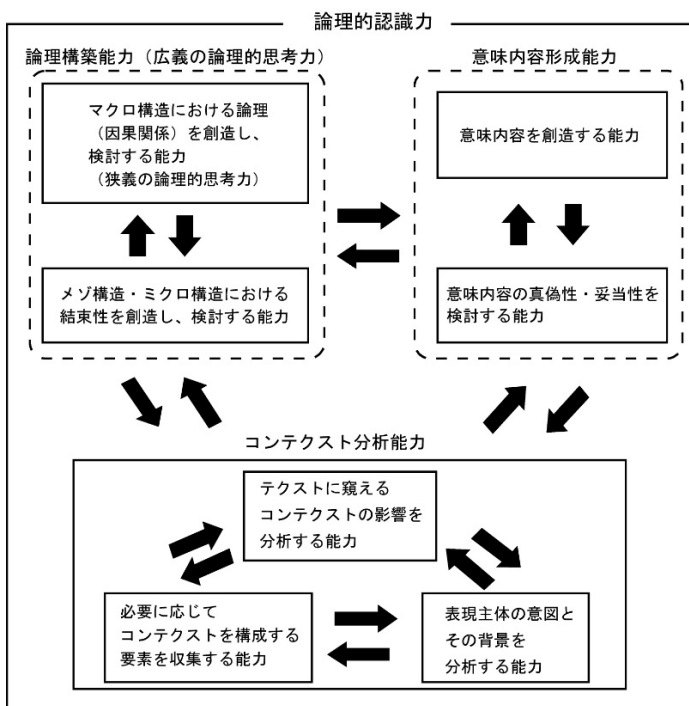 論理的認識力
論理構築能力（広義の論理的思考力）
マクロ構造における論理
（因果関係）を創造し、
検討する能力
（狭義の論理的思考力）
メゾ構造・ミクロ構造における
結束性を創造し、検討する能力
意味内容形成能力
意味内容を創造する能力
意味内容の真偽性・妥当性を
検討する能力
コンテクスト分析能力
テクストに窺える
コンテクストの影響を
分析する能力
必要に応じて
コンテクストを構成する
要素を収集する能力
表現主体の意図と
その背景を
分析する能力